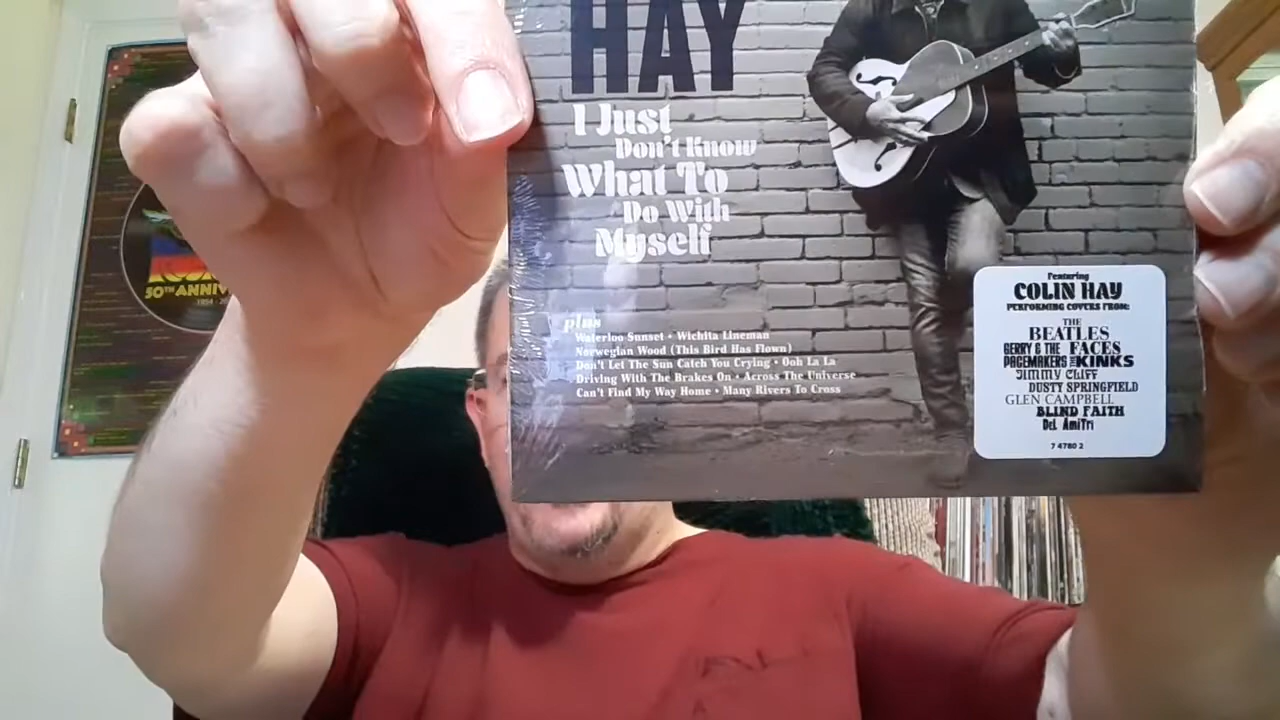 HAY
I Just
Don't Know
What To
Do With
Myself
plus
Waterloo Sunset • Wichita Lineman
Norwegian Wood (This Bird Has Flown)
Don't Let The Sun Catch You Crying • Ooh La La
Driving With The Brakes On • Across The Universe
Can't Find My Way Home • Many Rivers To Cross
Featuring
COLIN HAY
PERFORMING COVERS FROM:
THE
BEATLES
GERRY & THE FACES
PACEMAKERS THE KINKS
JIMMY CLIFF
DUSTY SPRINGFIELD
GLEN CAMPBELL
BLIND FAITH
DEL AMITRI
7 4780 2
50TH ANNIV